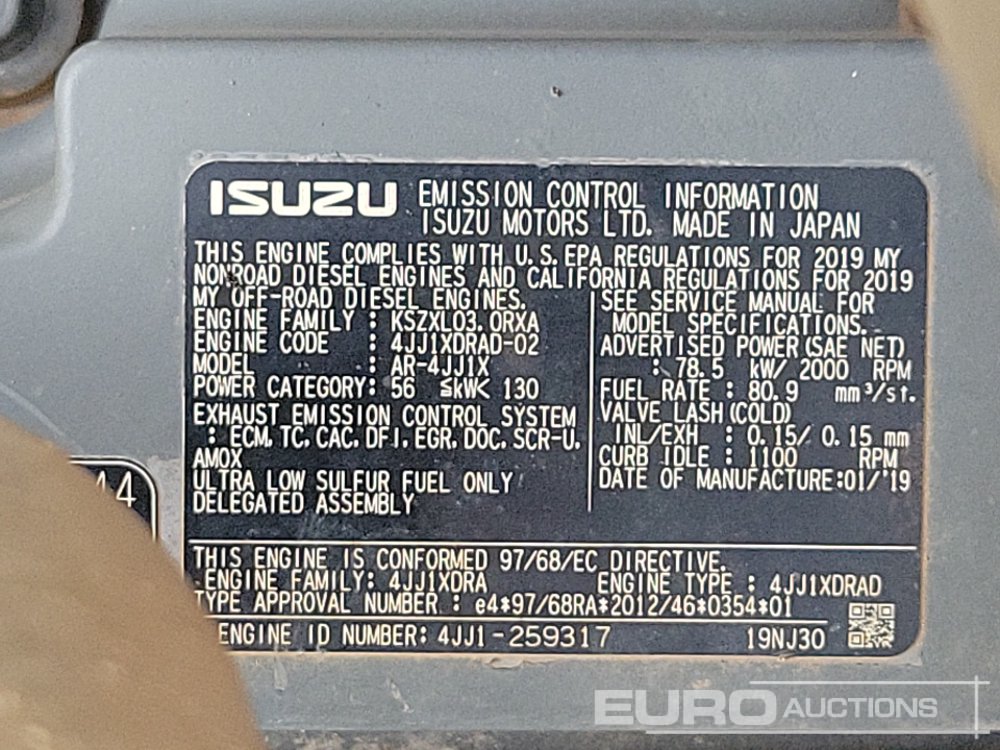 ISUZU EMISSION CONTROL INFORMATION
ISUZU MOTORS LTD. MADE IN JAPAN
THIS ENGINE COMPLIES WITH U.S.EPA REGULATIONS FOR 2019 MY
NONROAD DIESEL ENGINES AND CALIFORNIA REGULATIONS FOR 2019
MY OFF-ROAD DIESEL ENGINES.
ENGINE FAMILY : KSZXL03.0RXA
ENGINE CODE : 4JJ1XDRAD-02
MODEL : AR-4JJ1X
POWER CATEGORY: 56 ≦kW< 130
EXHAUST EMISSION CONTROL SYSTEM
: ECM, TC, CAC, DFI, EGR, DOC, SCR-U,
AMOX
ULTRA LOW SULFUR FUEL ONLY
DELEGATED ASSEMBLY
SEE SERVICE MANUAL FOR
MODEL SPECIFICATIONS.
ADVERTISED POWER(SAE NET)
: 78.5 kW/ 2000 RPM
FUEL RATE : 80.9 mm³/st.
VALVE LASH(COLD)
INL/EXH : 0.15/ 0.15 mm
CURB IDLE : 1100 RPM
DATE OF MANUFACTURE:01/'19
THIS ENGINE IS CONFORMED 97/68/EC DIRECTIVE.
ENGINE FAMILY: 4JJ1XDRA ENGINE TYPE : 4JJ1XDRAD
TYPE APPROVAL NUMBER : e4*97/68RA*2012/46*0354*01
ENGINE ID NUMBER: 4JJ1-259317 19NJ30
44
EURO AUCTIONS